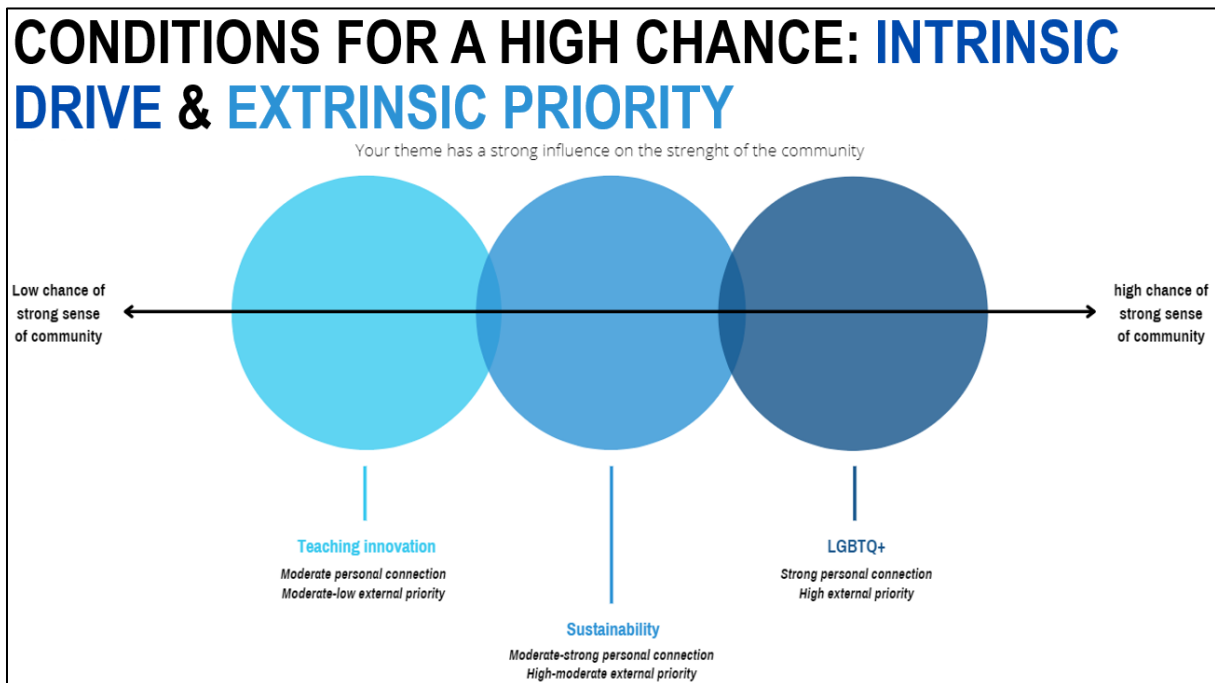 CONDITIONS FOR A HIGH CHANCE: INTRINSIC
DRIVE & EXTRINSIC PRIORITY
Your theme has a strong influence on the strenght of the community
Low chance of
strong sense
of community
high chance of
strong sense
of community
Teaching innovation
Moderate personal connection
Moderate-low external priority
LGBTQ+
Strong personal connection
High external priority
Sustainability
Moderate-strong personal connection
High-moderate external priority